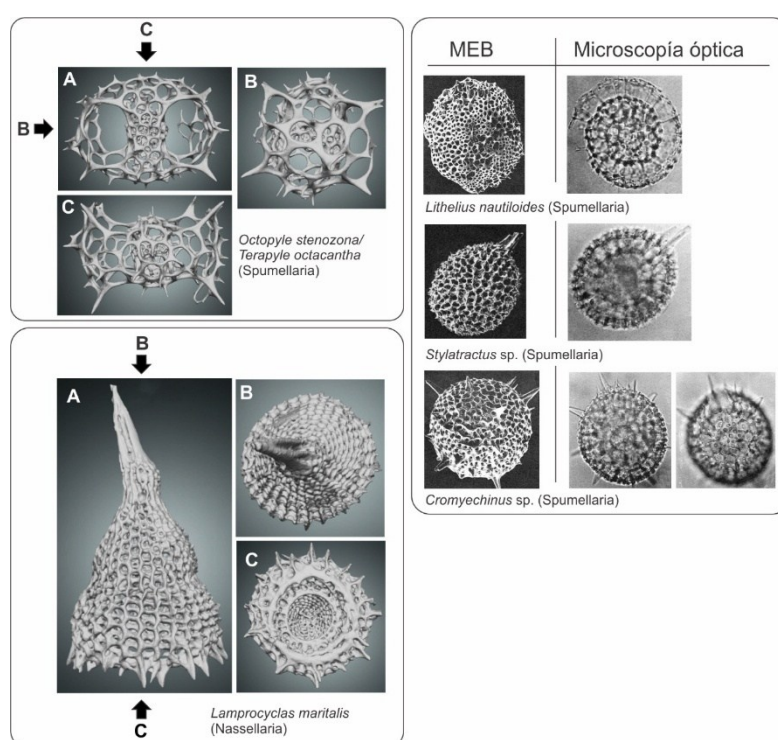 C
A
B
B
C
Octopyle stenozona/
Terapyle octacantha
(Spumellaria)
B
A
B
C
C
Lamprocyclas maritalis
(Nassellaria)
MEB Microscopía óptica
Lithelius nautiloides (Spumellaria)
Stylatractus sp. (Spumellaria)
Cromyechinus sp. (Spumellaria)